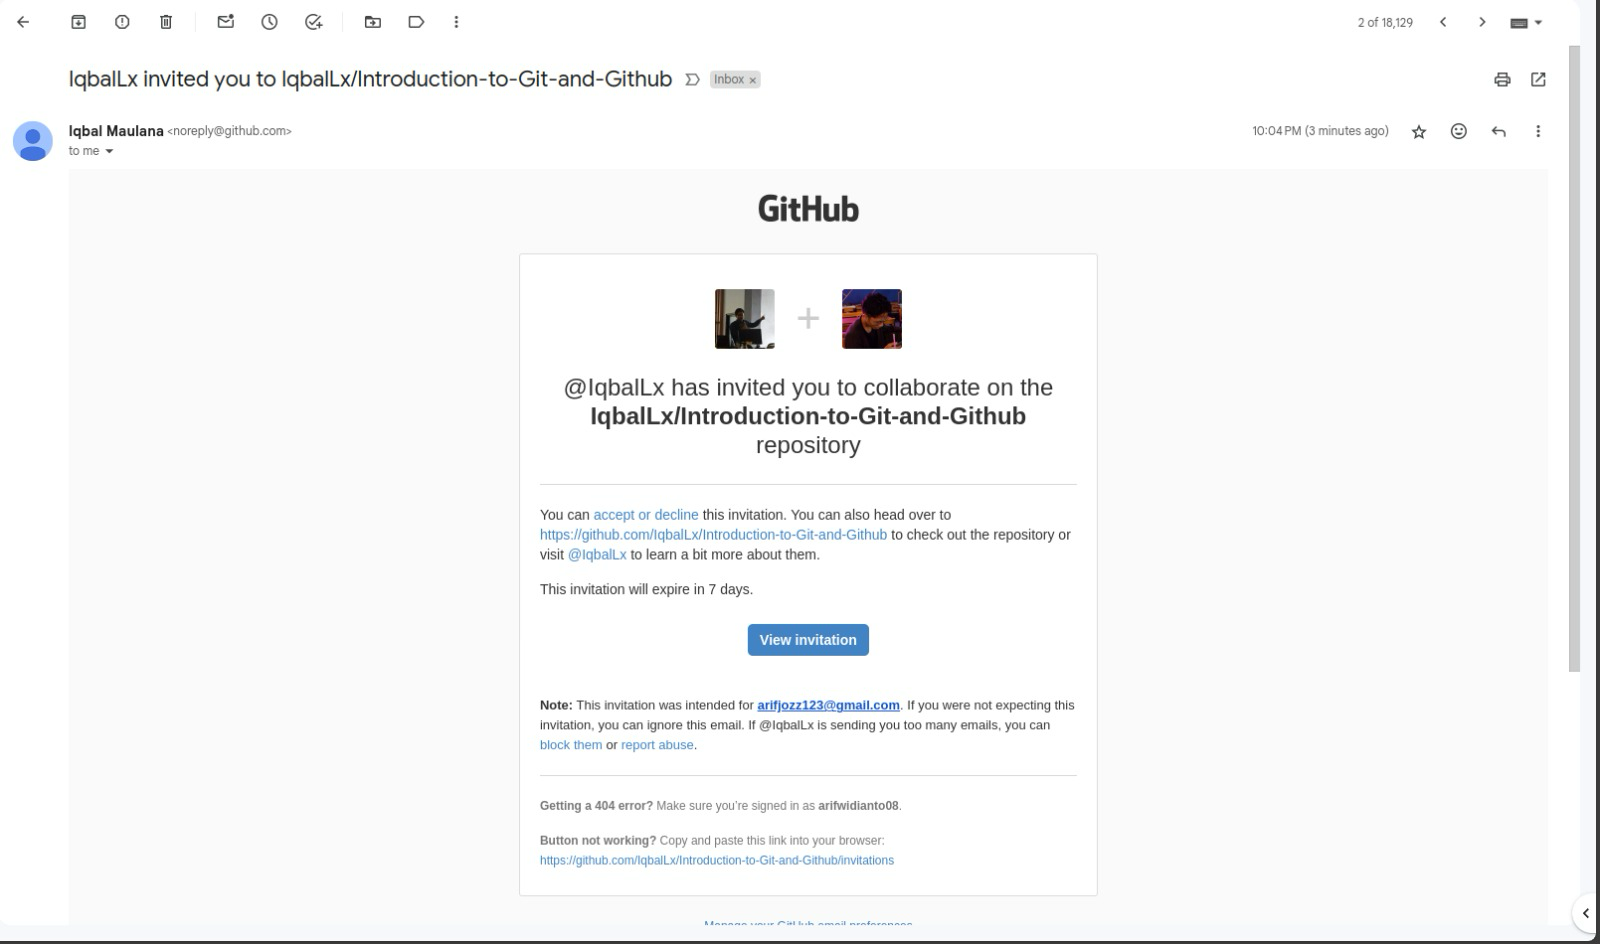 2 of 18,129
IqbalLx invited you to IqbalLx/Introduction-to-Git-and-Github
Inbox ×
Iqbal Maulana <noreply@github.com>
10:04 PM (3 minutes ago)
to me
GitHub
@IqbalLx has invited you to collaborate on the
IqbalLx/Introduction-to-Git-and-Github
repository
You can accept or decline this invitation. You can also head over to
https://github.com/IqbalLx/Introduction-to-Git-and-Github to check out the repository or
visit @IqbalLx to learn a bit more about them.
This invitation will expire in 7 days.
View invitation
Note: This invitation was intended for arifjozz123@gmail.com. If you were not expecting this
invitation, you can ignore this email. If @IqbalLx is sending you too many emails, you can
block them or report abuse.
Getting a 404 error? Make sure you’re signed in as arifwidianto08.
Button not working? Copy and paste this link into your browser:
https://github.com/IqbalLx/Introduction-to-Git-and-Github/invitations
Manage your GitHub email preferences